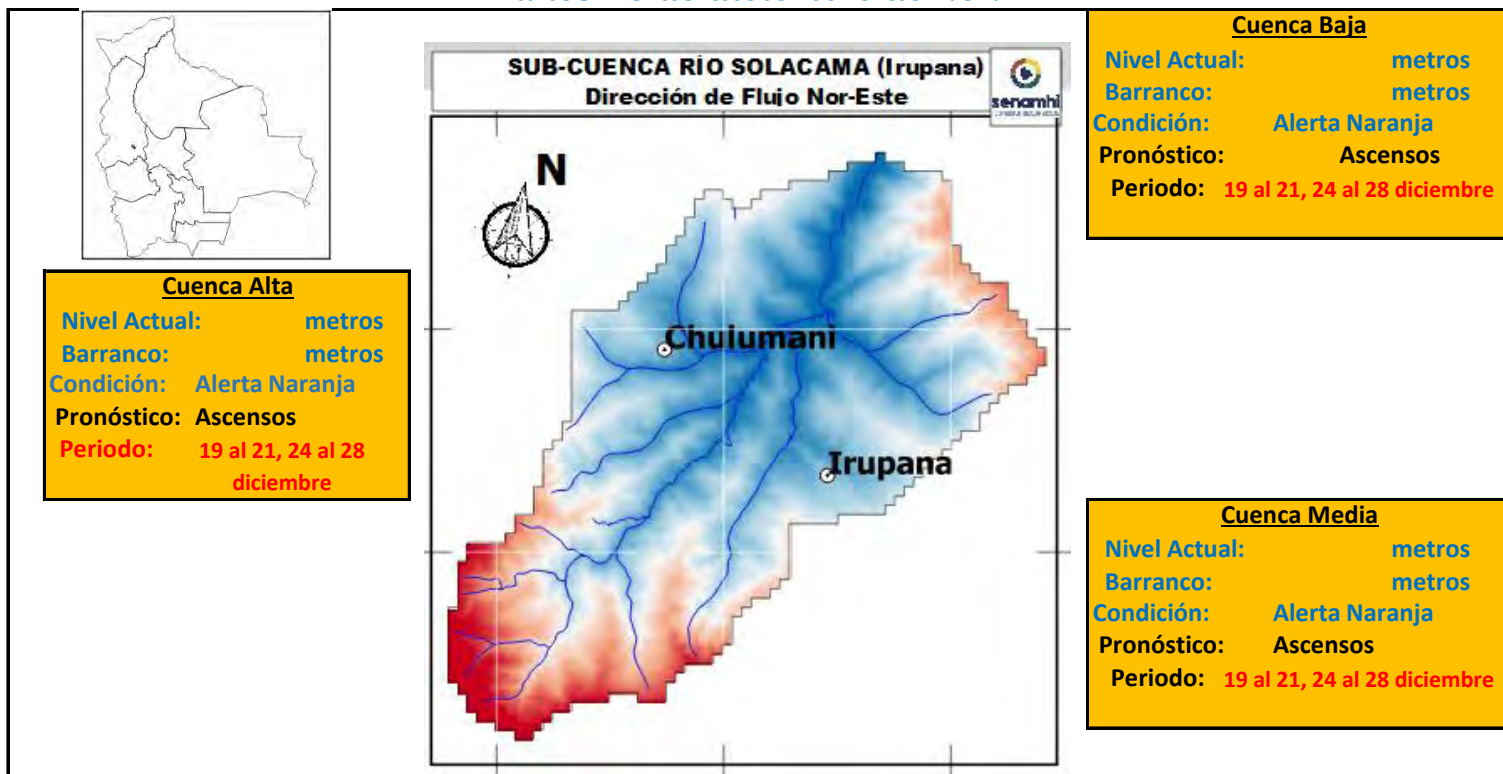 SUB-CUENCA RÍO SOLACAMA (Irupana)
Dirección de Flujo Nor-Este
senamhi
N
Chulumani
Irupana
Cuenca Alta
Nivel Actual: metros
Barranco: metros
Condición: Alerta Naranja
Pronóstico: Ascensos
Periodo: 19 al 21, 24 al 28
diciembre
Cuenca Baja
Nivel Actual: metros
Barranco: metros
Condición: Alerta Naranja
Pronóstico: Ascensos
Periodo: 19 al 21, 24 al 28 diciembre
Cuenca Media
Nivel Actual: metros
Barranco: metros
Condición: Alerta Naranja
Pronóstico: Ascensos
Periodo: 19 al 21, 24 al 28 diciembre